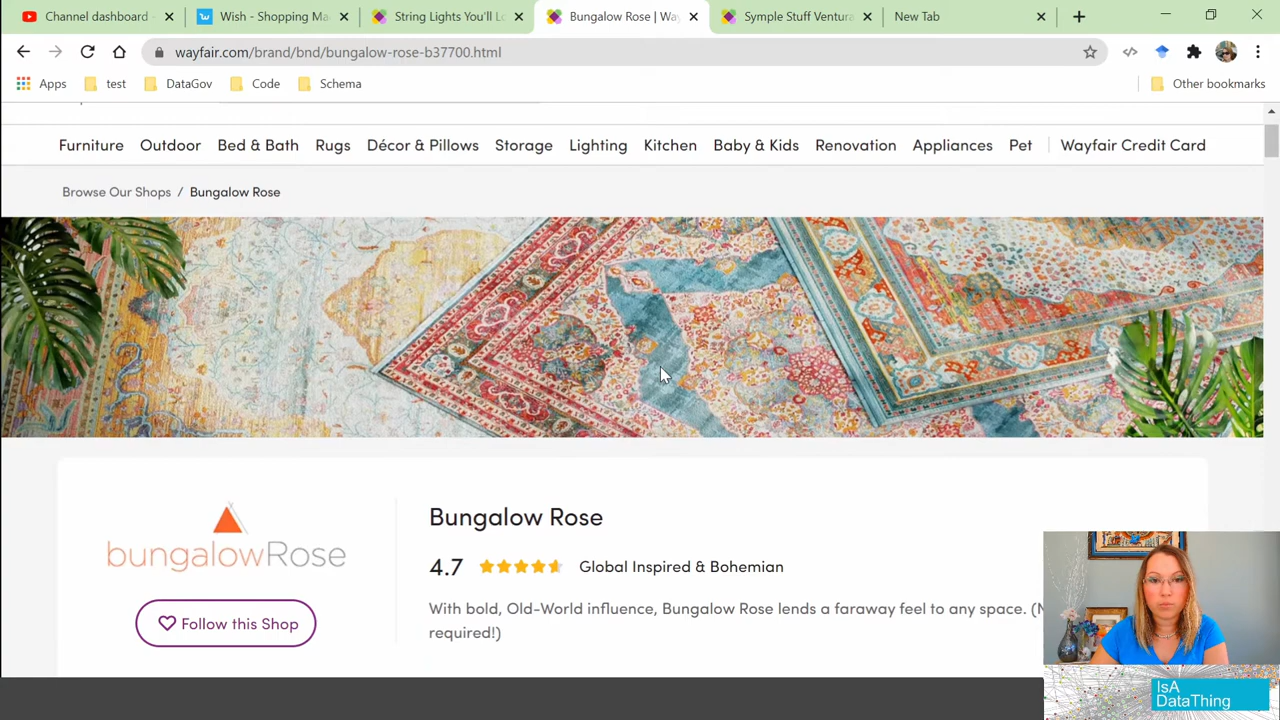 Channel dashboard
Wish - Shopping Ma
String Lights You'll Lo
Bungalow Rose | Way
Symple Stuff Ventura
New Tab
wayfair.com/brand/bnd/bungalow-rose-b37700.html
Apps
test
DataGov
Code
Schema
Other bookmarks
Furniture
Outdoor
Bed & Bath
Rugs
Décor & Pillows
Storage
Lighting
Kitchen
Baby & Kids
Renovation
Appliances
Pet
Wayfair Credit Card
Browse Our Shops / Bungalow Rose
bungalowRose
Follow this Shop
Bungalow Rose
4.7 Global Inspired & Bohemian
With bold, Old-World influence, Bungalow Rose lends a faraway feel to any space. (N
required!)
IsA
DataThing